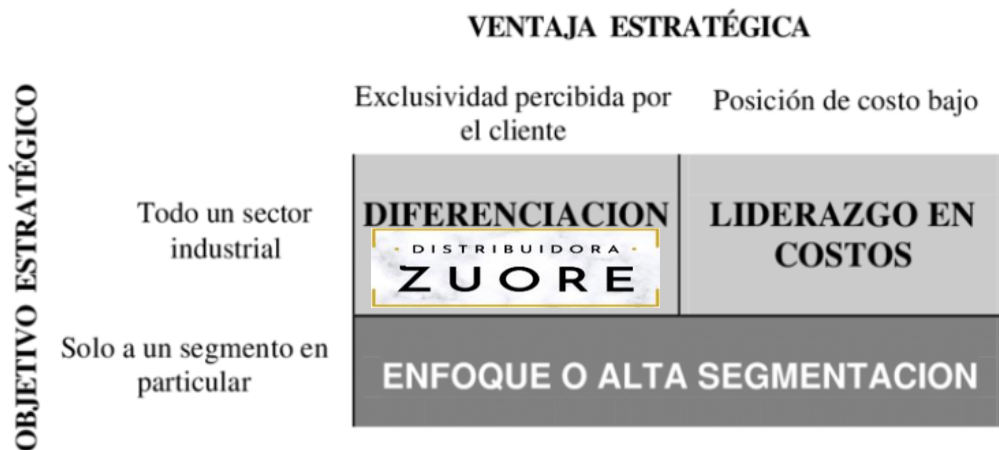 VENTAJA ESTRATÉGICA
Exclusividad percibida por
el cliente
Posición de costo bajo
OBJETIVO ESTRATÉGICO
Todo un sector
industrial
DIFERENCIACION
· DISTRIBUIDORA ·
ZUORE
LIDERAZGO EN
COSTOS
Solo a un segmento en
particular
ENFOQUE O ALTA SEGMENTACION